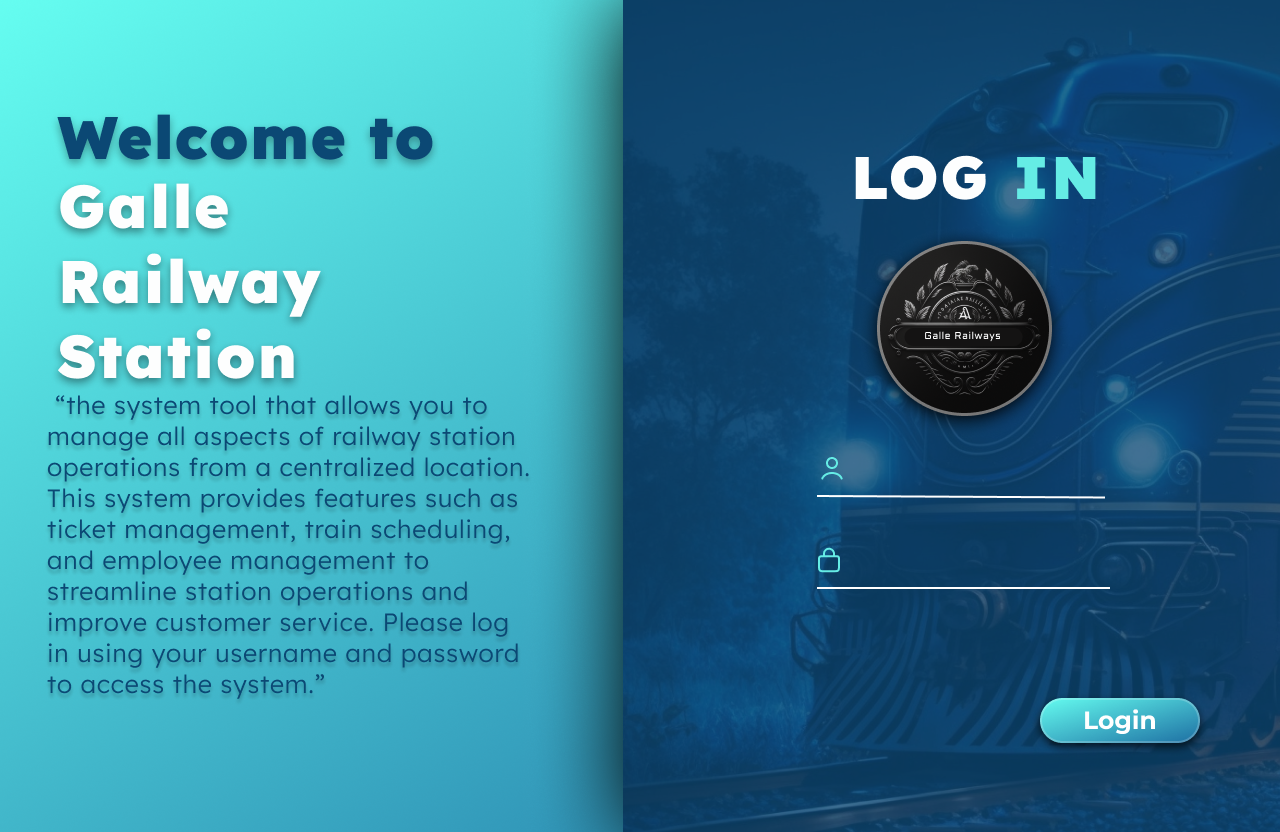 Welcome to
Galle
Railway
Station
“the system tool that allows you to
manage all aspects of railway station
operations from a centralized location.
This system provides features such as
ticket management, train scheduling,
and employee management to
streamline station operations and
improve customer service. Please log
in using your username and password
to access the system.”
LOG IN
Galle Railways
Login